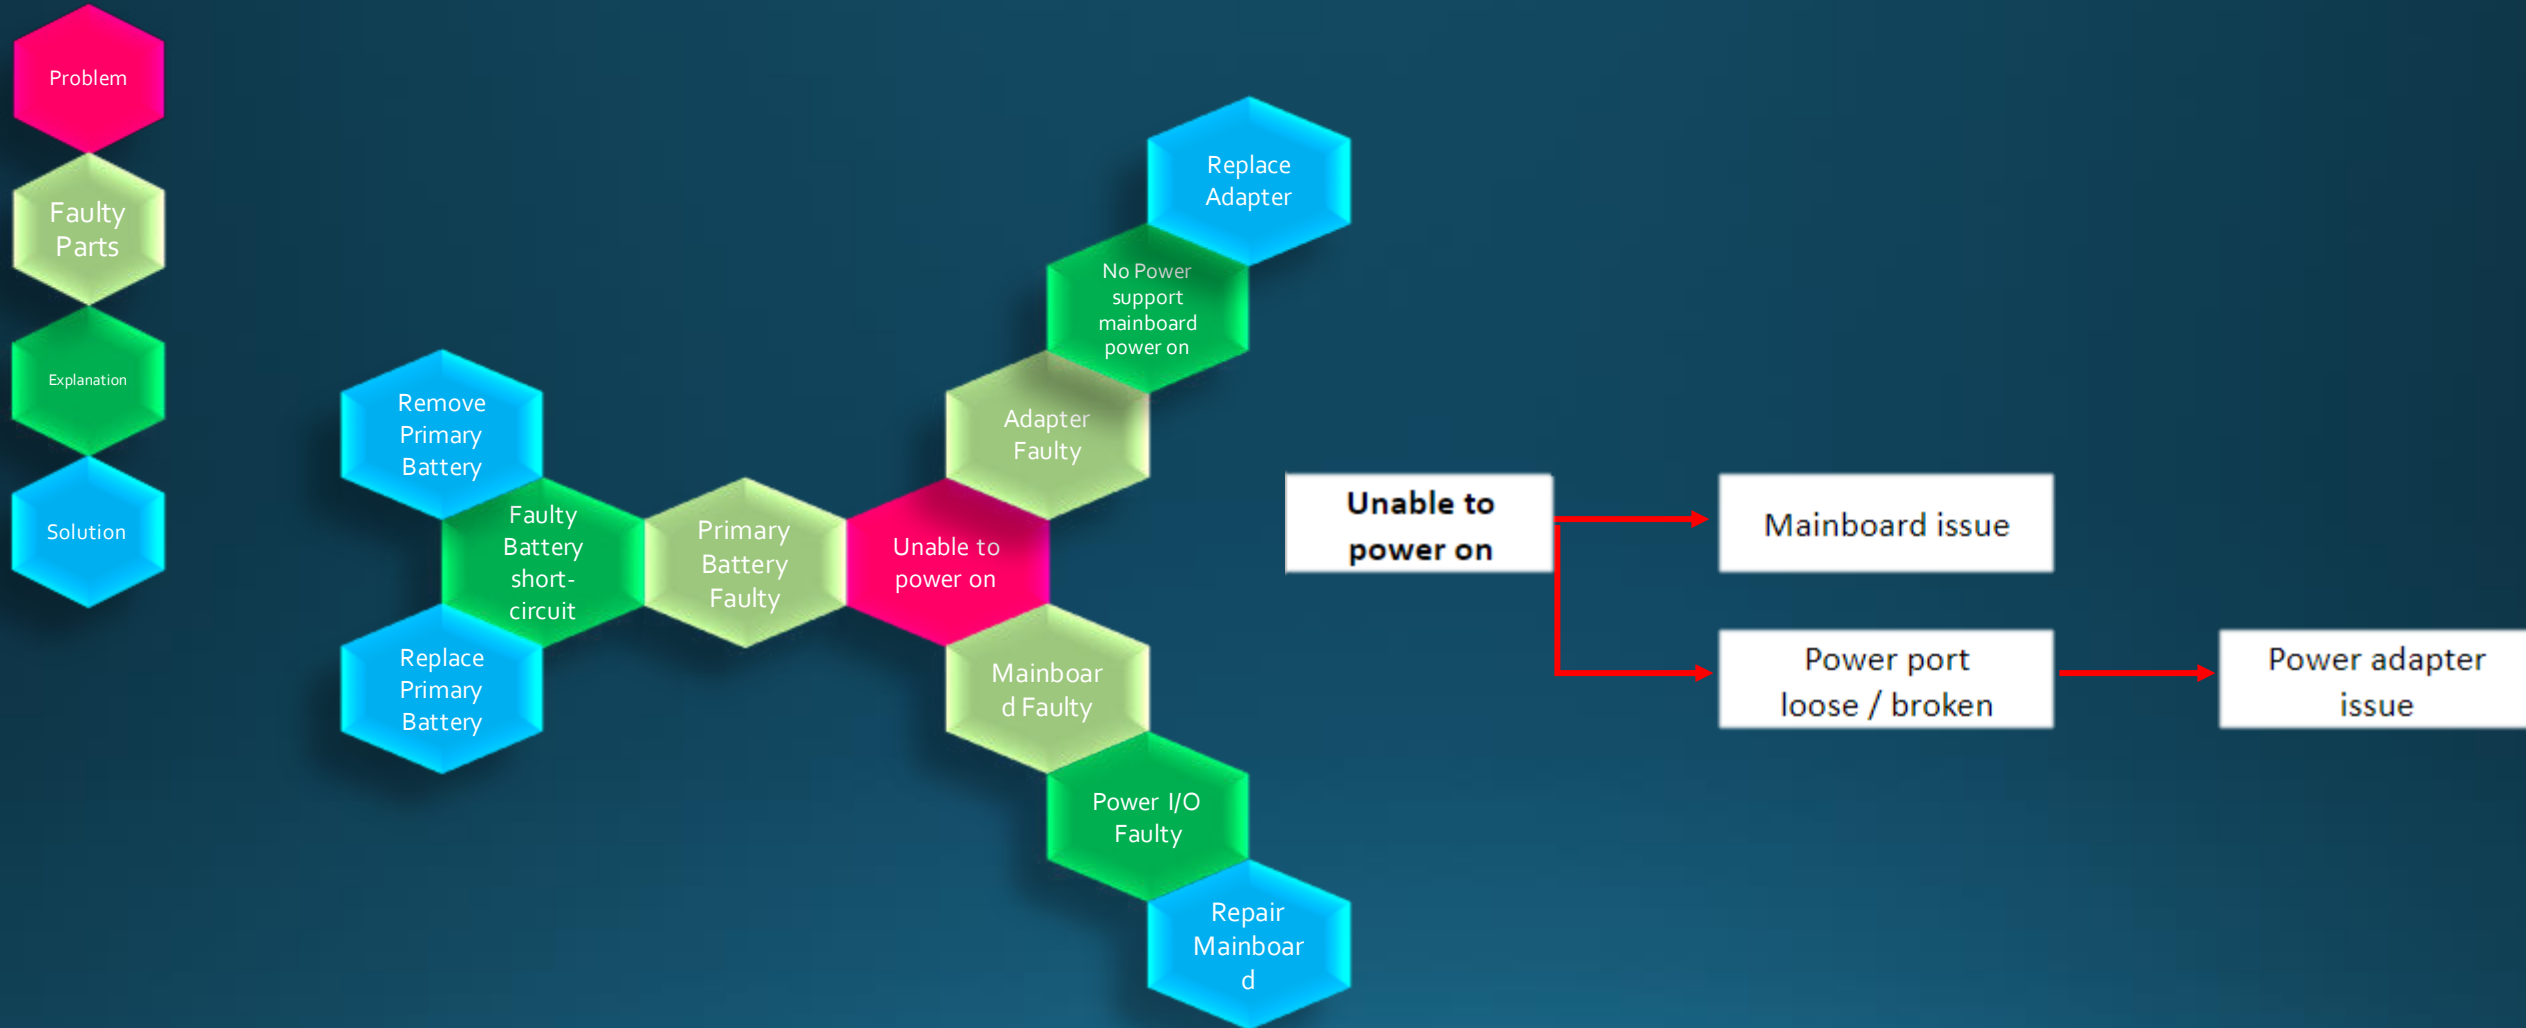 Problem
Faulty
Parts
Explanation
Solution
Replace
Adapter
No Power
support
mainboard
power on
Adapter
Faulty
Remove
Primary
Battery
Faulty
Battery
short-
circuit
Primary
Battery
Faulty
Unable to
power on
Replace
Primary
Battery
Mainboar
d Faulty
Power I/O
Faulty
Repair
Mainboar
d
Unable to
power on
Mainboard issue
Power port
loose / broken
Power adapter
issue